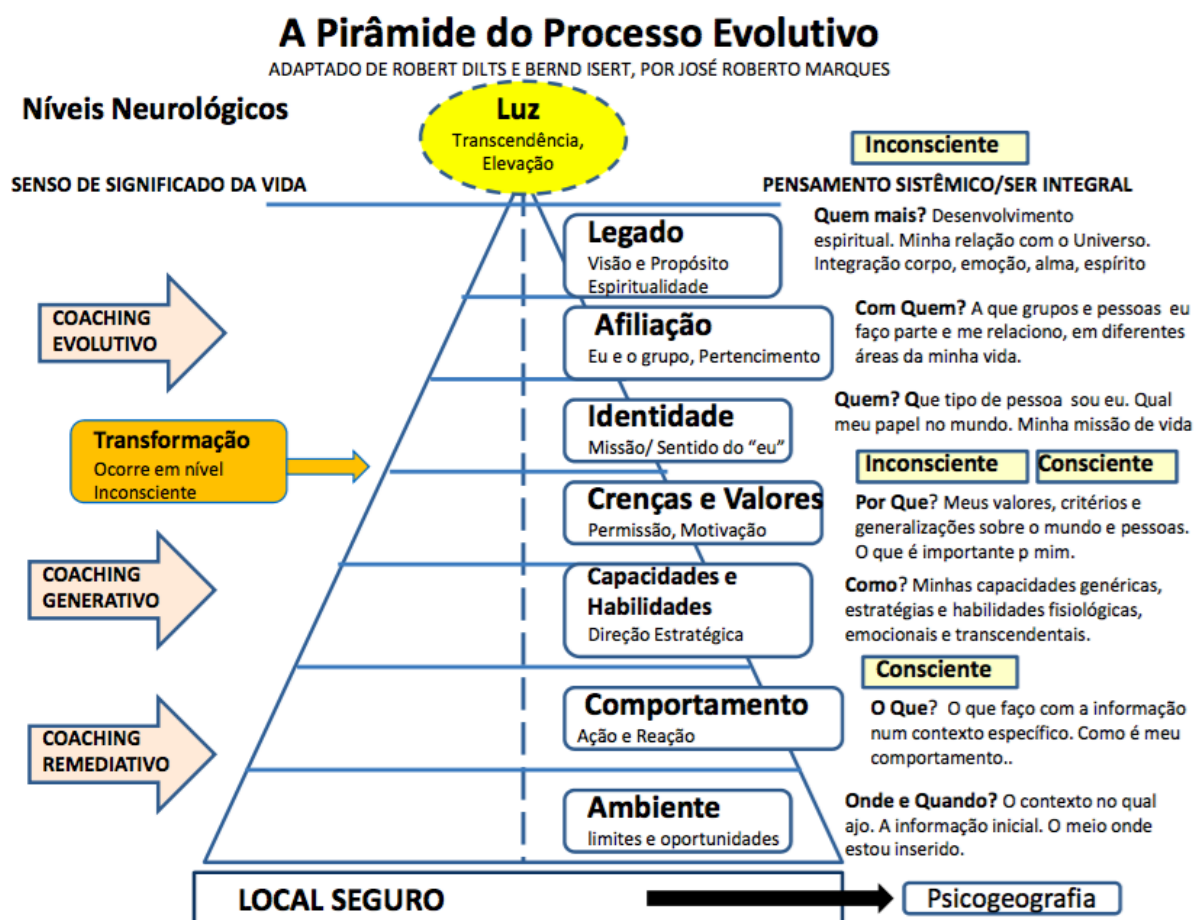 A Pirâmide do Processo Evolutivo
ADAPTADO DE ROBERT DILTS E BERND ISERT, POR JOSÉ ROBERTO MARQUES
Níveis Neurológicos
Luz
Transcendência,
Elevação
Inconsciente
SENSO DE SIGNIFICADO DA VIDA
PENSAMENTO SISTÊMICO/SER INTEGRAL
Legado
Visão e Propósito
Espiritualidade
Quem mais? Desenvolvimento
espiritual. Minha relação com o Universo.
Integração corpo, emoção, alma, espírito
COACHING
EVOLUTIVO
Afiliação
Eu e o grupo, Pertencimento
Com Quem? A que grupos e pessoas eu
faço parte e me relaciono, em diferentes
áreas da minha vida.
Identidade
Missão/ Sentido do “eu”
Quem? Que tipo de pessoa sou eu. Qual
meu papel no mundo. Minha missão de vida
Transformação
Ocorre em nível
Inconsciente
Inconsciente
Consciente
Crenças e Valores
Permissão, Motivação
Por Que? Meus valores, critérios e
generalizações sobre o mundo e pessoas.
O que é importante p mim.
COACHING
GENERATIVO
Capacidades e
Habilidades
Direção Estratégica
Como? Minhas capacidades genéricas,
estratégias e habilidades fisiológicas,
emocionais e transcendentais.
Consciente
COACHING
REMEDIATIVO
Comportamento
Ação e Reação
O Que? O que faço com a informação
num contexto específico. Como é meu
comportamento..
Ambiente
limites e oportunidades
Onde e Quando? O contexto no qual
ajo. A informação inicial. O meio onde
estou inserido.
LOCAL SEGURO
Psicogeografia